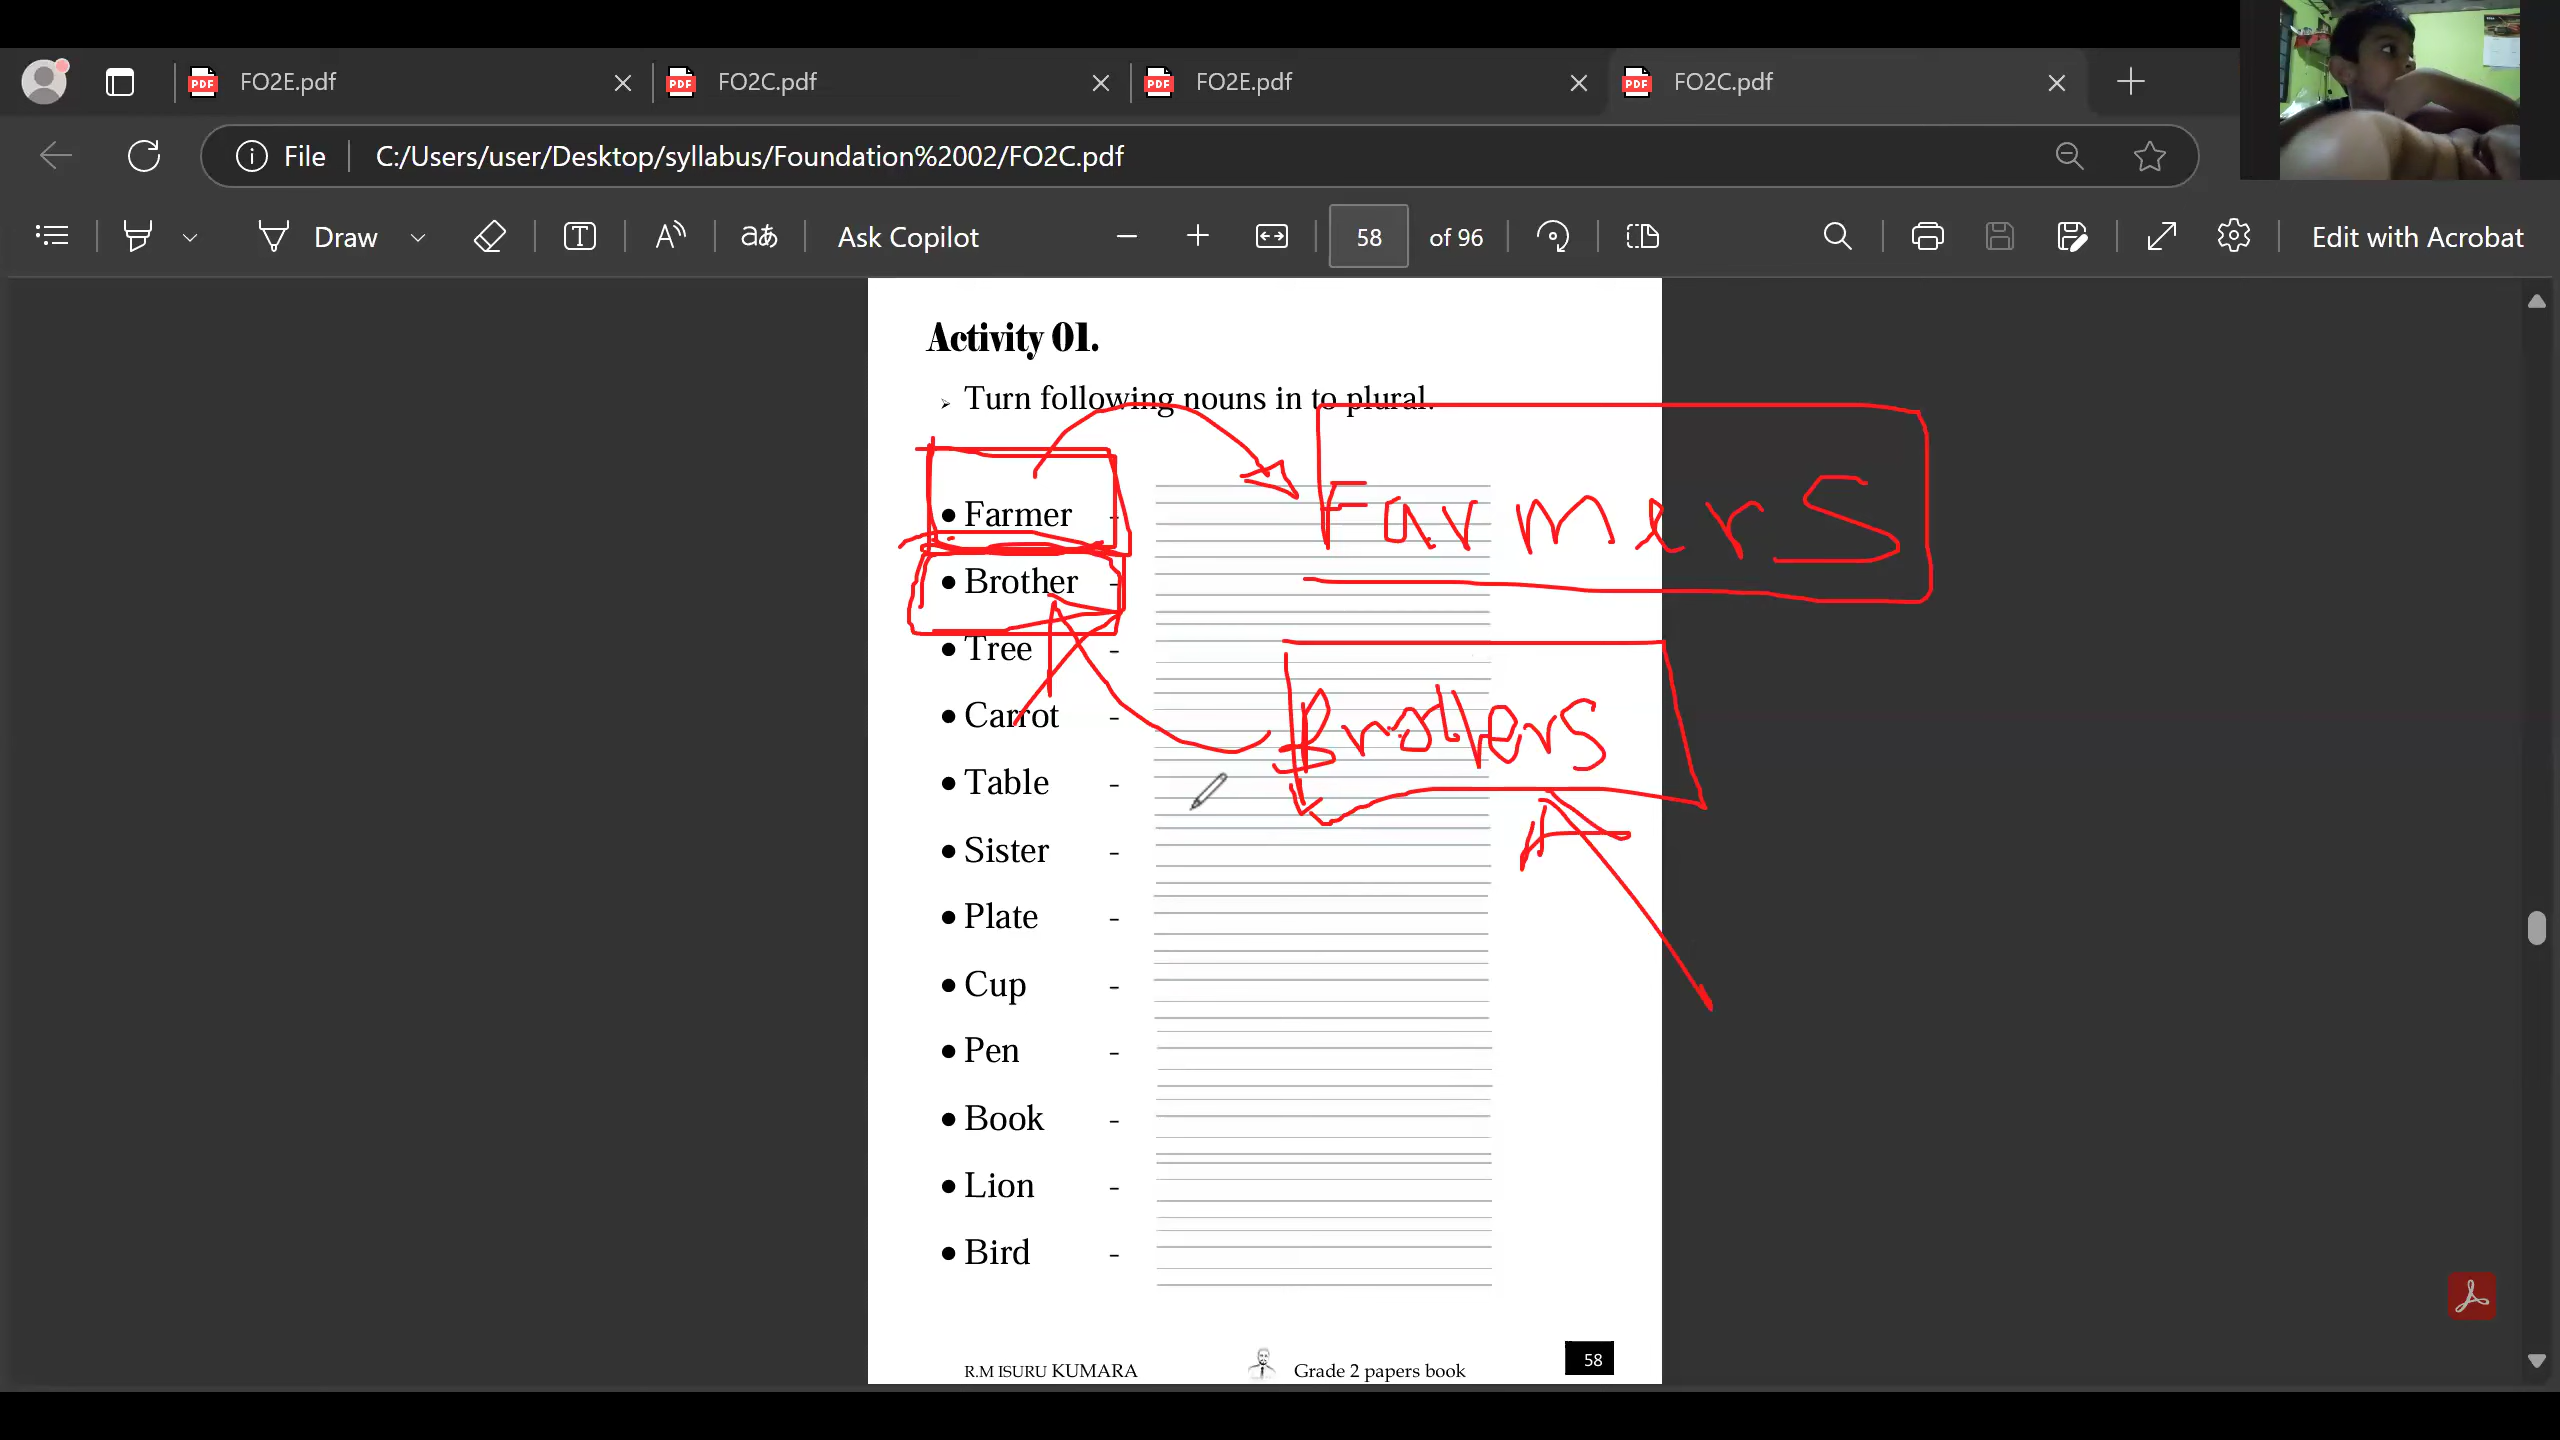 FO2E.pdf FO2C.pdf FO2E.pdf FO2C.pdf
File C:/Users/user/Desktop/syllabus/Foundation%2002/FO2C.pdf
Draw aあ Ask Copilot 58 of 96 Edit with Acrobat
Activity 01.
➢ Turn following nouns in to plural.
• Farmer - FarmerS
• Brother -
• Tree -
• Carrot - BrotherS
• Table -
• Sister -
• Plate -
• Cup -
• Pen -
• Book -
• Lion -
• Bird -
R.M ISURU KUMARA Grade 2 papers book 58